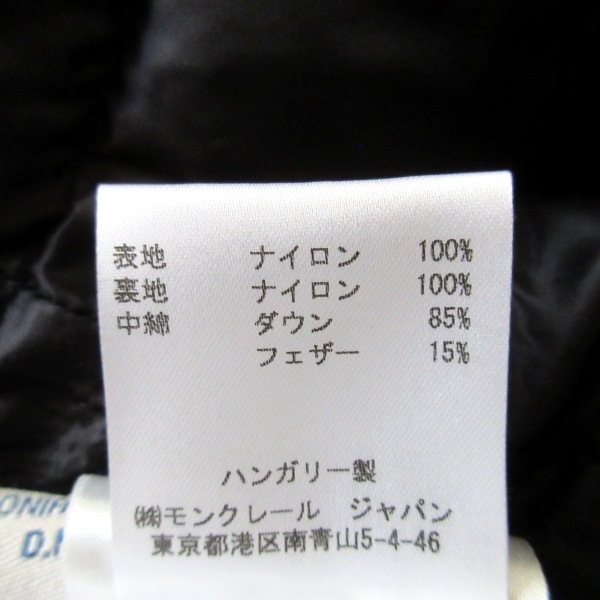 表地 ナイロン 100%
裏地 ナイロン 100%
中綿 ダウン 85%
フェザー 15%
ハンガリー製
㈱モンクレール ジャパン
東京都港区南青山5-4-46